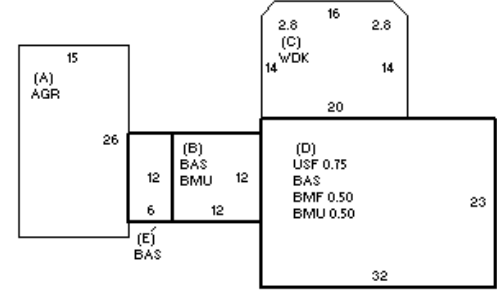 16
2.8 2.8
(C)
WDK
14 14
20
15
(A)
AGR
26
(B)
BAS
BMU
12 12
6 12
(E)
BAS
(D)
USF 0.75
BAS
BMF 0.50
BMU 0.50
23
32